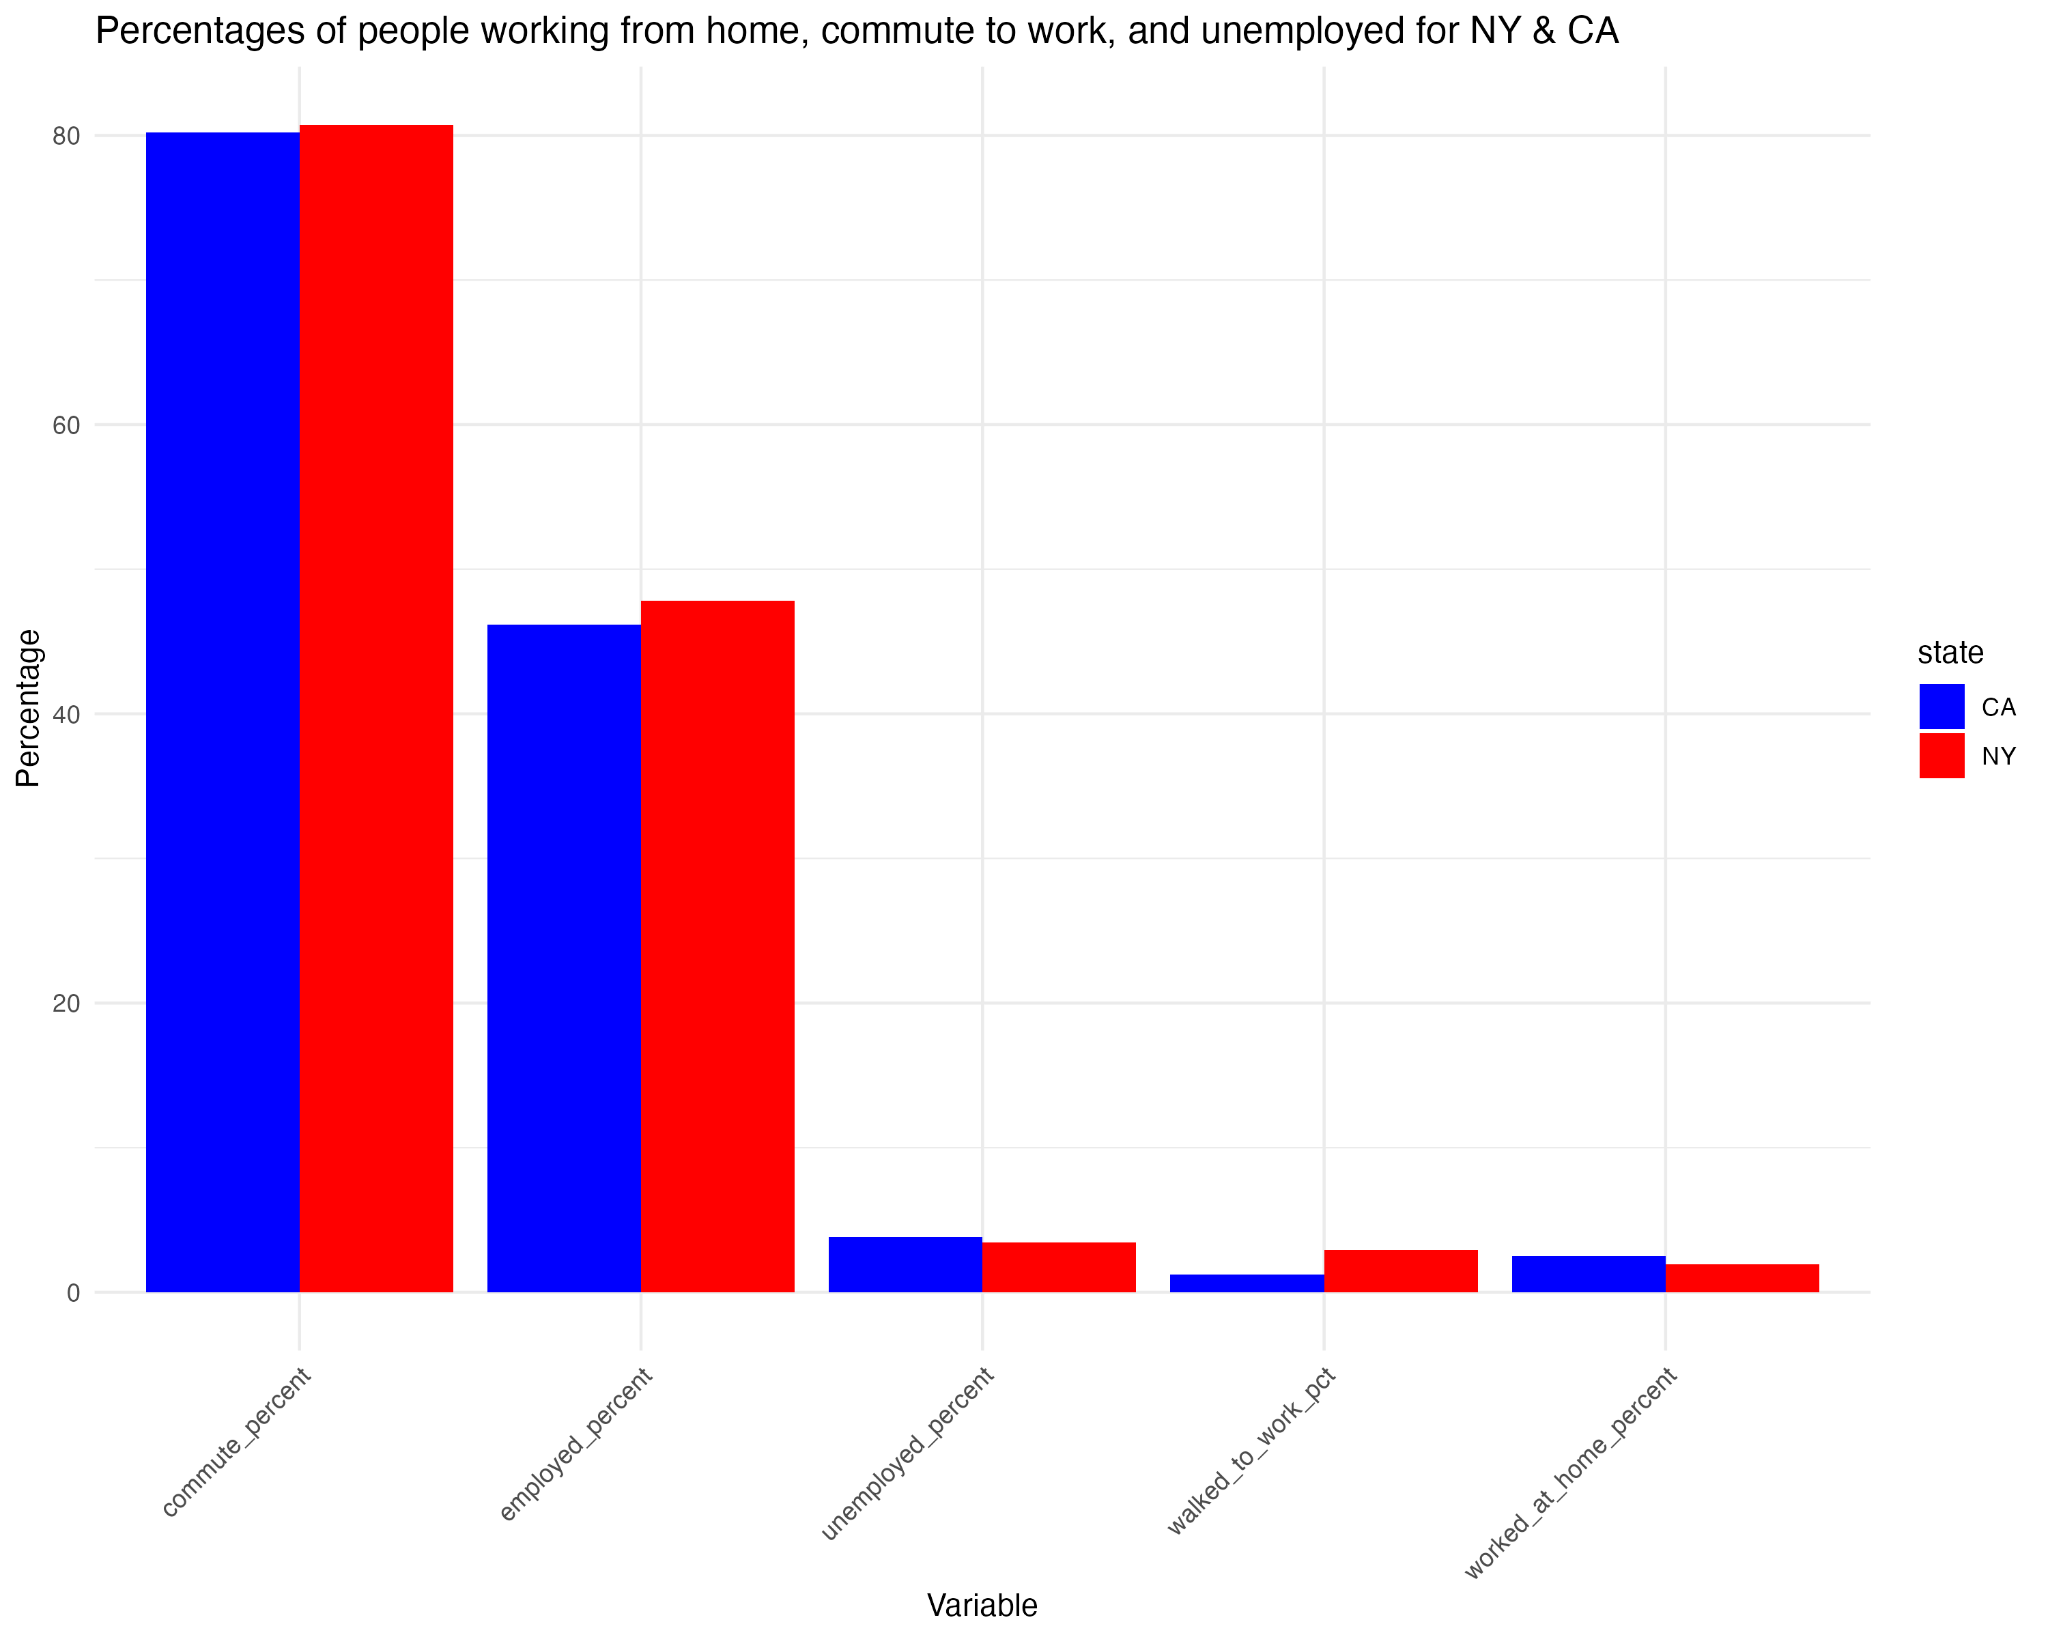 Percentages of people working from home, commute to work, and unemployed for NY & CA
Percentage
80
60
40
20
0
commute_percent
employed_percent
unemployed_percent
walked_to_work_pct
worked_at_home_percent
Variable
state
CA
NY